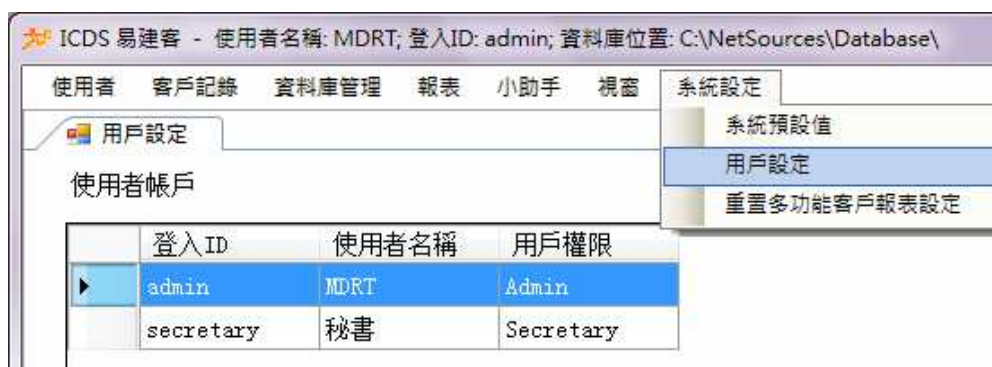 ICDS 易建客 - 使用者名稱: MDRT; 登入ID: admin; 資料庫位置: C:\NetSources\Database\
使用者 客戶記錄 資料庫管理 報表 小助手 視窗 系統設定
系統預設值
用戶設定
重置多功能客戶報表設定
用戶設定
使用者帳戶
登入ID 使用者名稱 用戶權限
admin MDRT Admin
secretary 秘書 Secretary